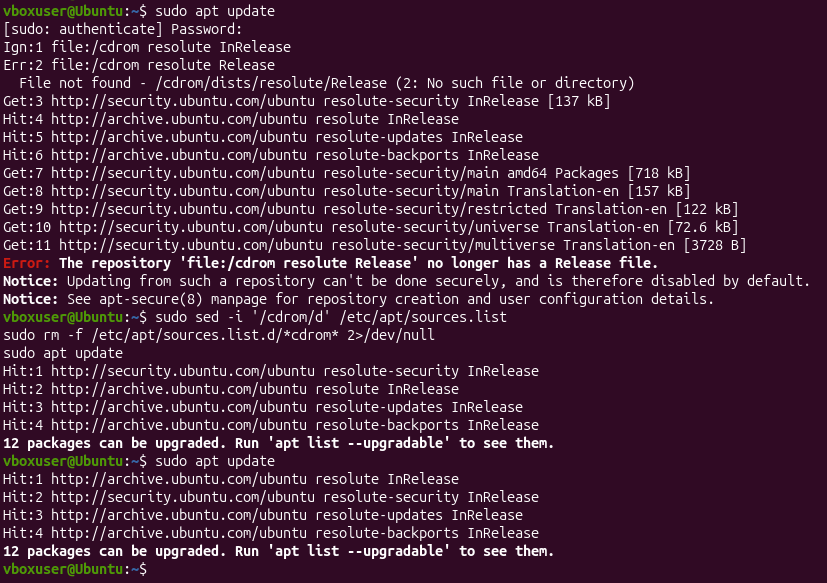 vboxuser@Ubuntu:~$ sudo apt update
[sudo: authenticate] Password:
Ign:1 file:/cdrom resolute InRelease
Err:2 file:/cdrom resolute Release
  File not found - /cdrom/dists/resolute/Release (2: No such file or directory)
Get:3 http://security.ubuntu.com/ubuntu resolute-security InRelease [137 kB]
Hit:4 http://archive.ubuntu.com/ubuntu resolute InRelease
Hit:5 http://archive.ubuntu.com/ubuntu resolute-updates InRelease
Hit:6 http://archive.ubuntu.com/ubuntu resolute-backports InRelease
Get:7 http://security.ubuntu.com/ubuntu resolute-security/main amd64 Packages [718 kB]
Get:8 http://security.ubuntu.com/ubuntu resolute-security/main Translation-en [157 kB]
Get:9 http://security.ubuntu.com/ubuntu resolute-security/restricted Translation-en [122 kB]
Get:10 http://security.ubuntu.com/ubuntu resolute-security/universe Translation-en [72.6 kB]
Get:11 http://security.ubuntu.com/ubuntu resolute-security/multiverse Translation-en [3728 B]
Error: The repository 'file:/cdrom resolute Release' no longer has a Release file.
Notice: Updating from such a repository can't be done securely, and is therefore disabled by default.
Notice: See apt-secure(8) manpage for repository creation and user configuration details.
vboxuser@Ubuntu:~$ sudo sed -i '/cdrom/d' /etc/apt/sources.list
sudo rm -f /etc/apt/sources.list.d/*cdrom* 2>/dev/null
sudo apt update
Hit:1 http://security.ubuntu.com/ubuntu resolute-security InRelease
Hit:2 http://archive.ubuntu.com/ubuntu resolute InRelease
Hit:3 http://archive.ubuntu.com/ubuntu resolute-updates InRelease
Hit:4 http://archive.ubuntu.com/ubuntu resolute-backports InRelease
12 packages can be upgraded. Run 'apt list --upgradable' to see them.
vboxuser@Ubuntu:~$ sudo apt update
Hit:1 http://archive.ubuntu.com/ubuntu resolute InRelease
Hit:2 http://security.ubuntu.com/ubuntu resolute-security InRelease
Hit:3 http://archive.ubuntu.com/ubuntu resolute-updates InRelease
Hit:4 http://archive.ubuntu.com/ubuntu resolute-backports InRelease
12 packages can be upgraded. Run 'apt list --upgradable' to see them.
vboxuser@Ubuntu:~$